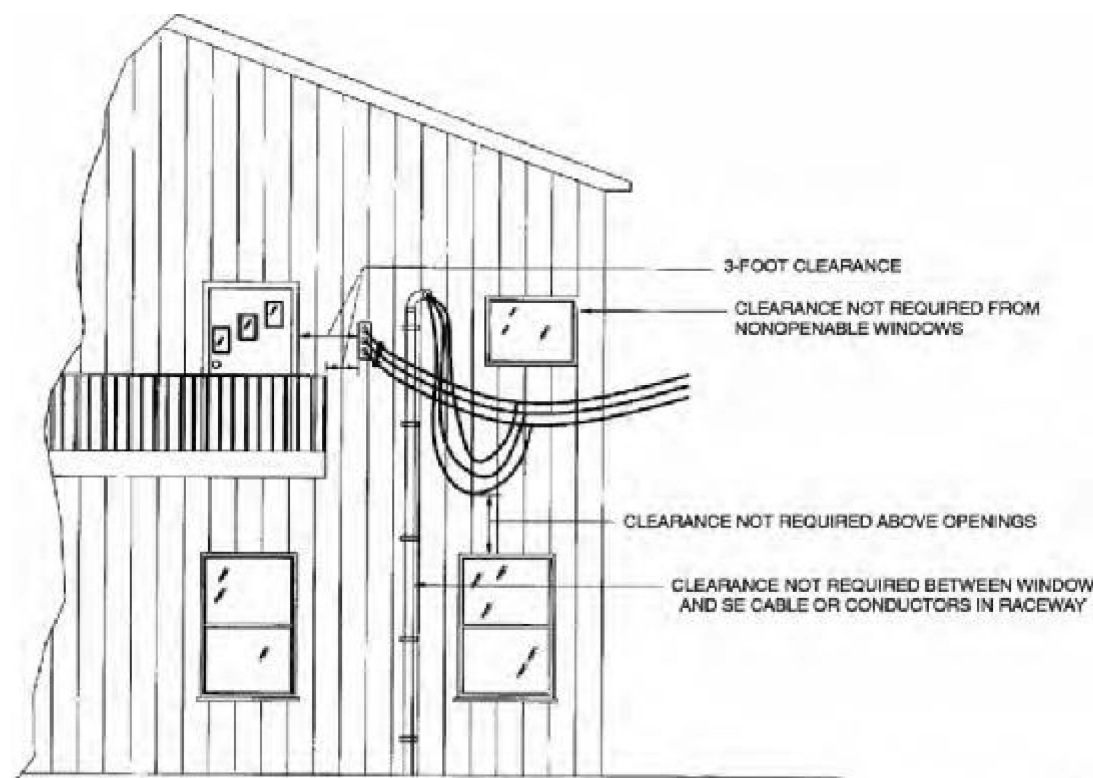 3-FOOT CLEARANCE
CLEARANCE NOT REQUIRED FROM
NONOPENABLE WINDOWS
CLEARANCE NOT REQUIRED ABOVE OPENINGS
CLEARANCE NOT REQUIRED BETWEEN WINDOW
AND SE CABLE OR CONDUCTORS IN RACEWAY